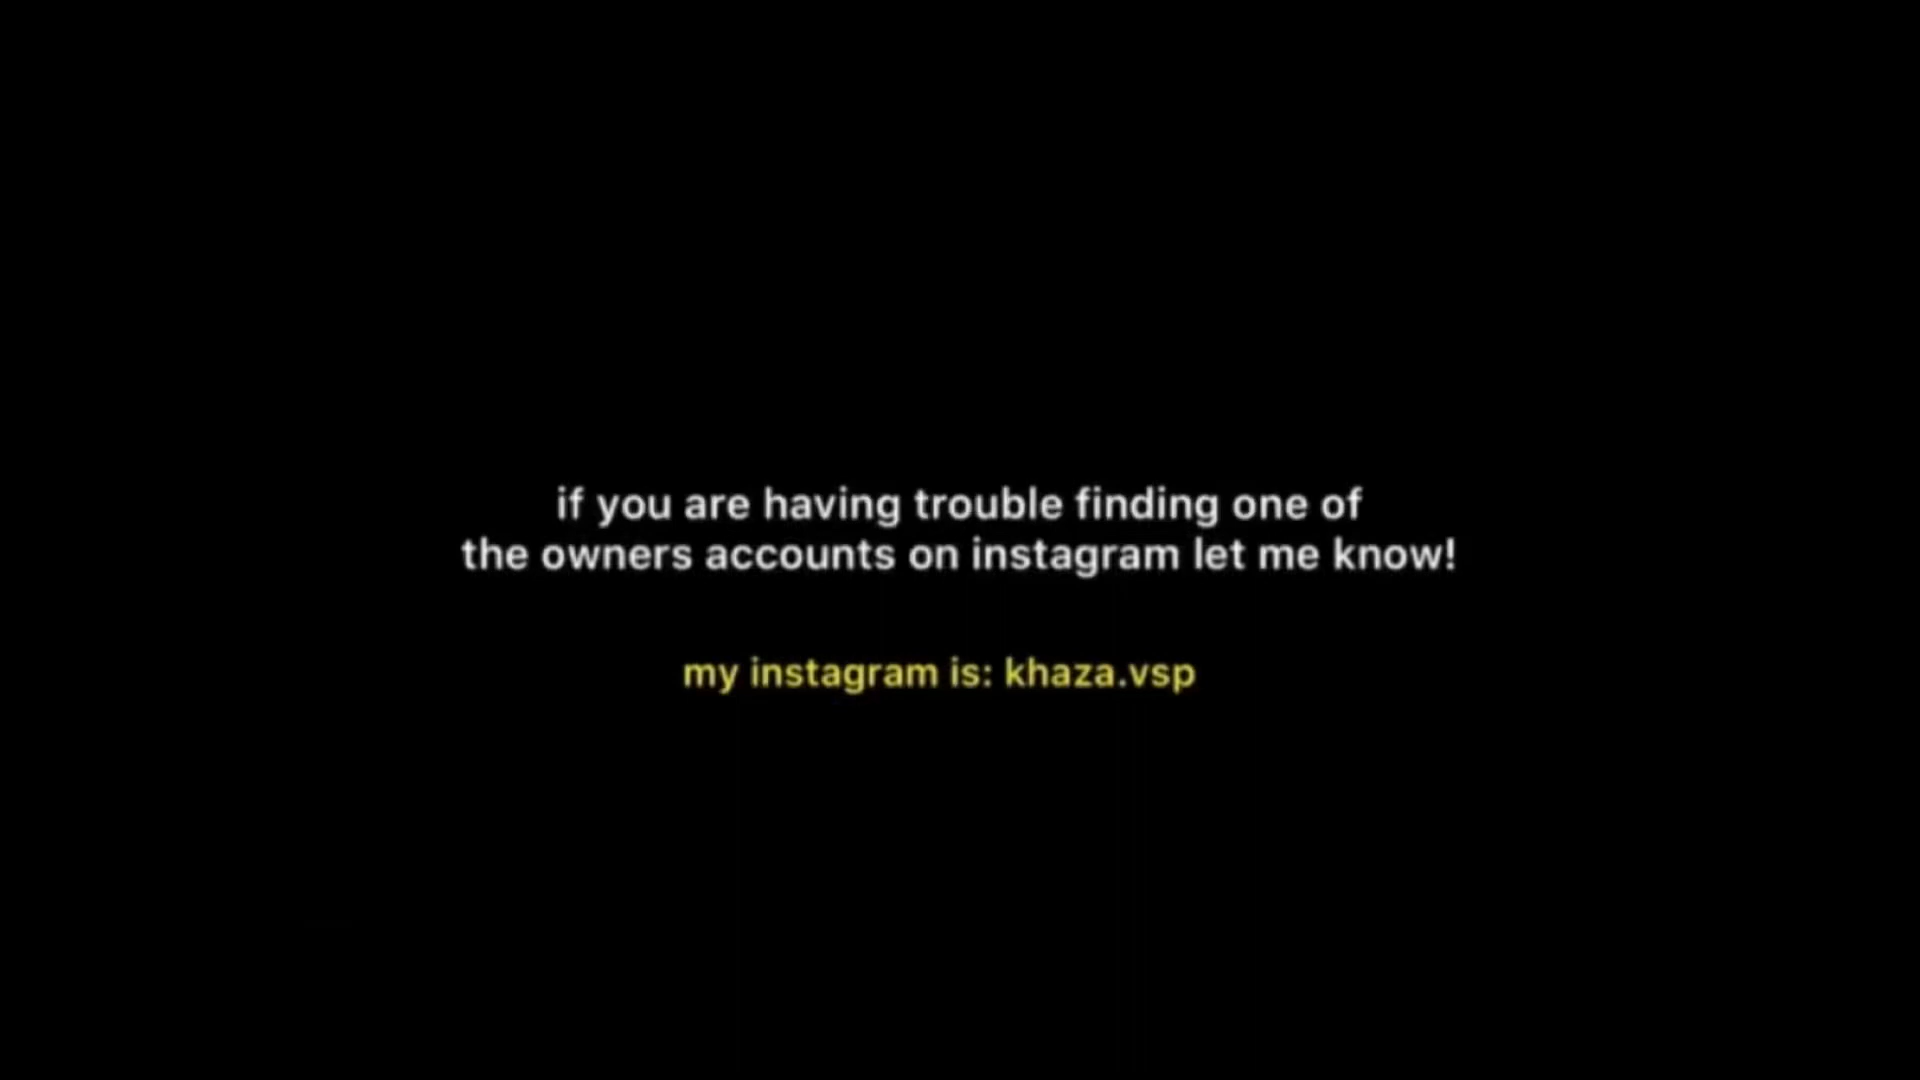 if you are having trouble finding one of
the owners accounts on instagram let me know!
my instagram is: khaza.vsp